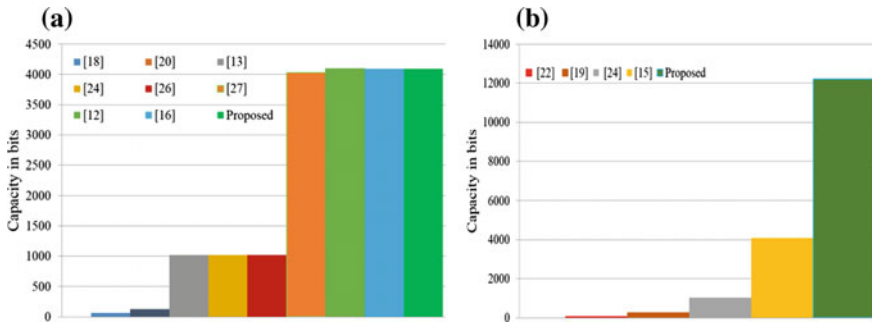 (a)
Capacity in bits
4500
4000
3500
3000
2500
2000
1500
1000
500
0
[18] [20] [13]
[24] [26] [27]
[12] [16] Proposed
(b)
Capacity in bits
14000
12000
10000
8000
6000
4000
2000
0
[22] [19] [24] [15] Proposed